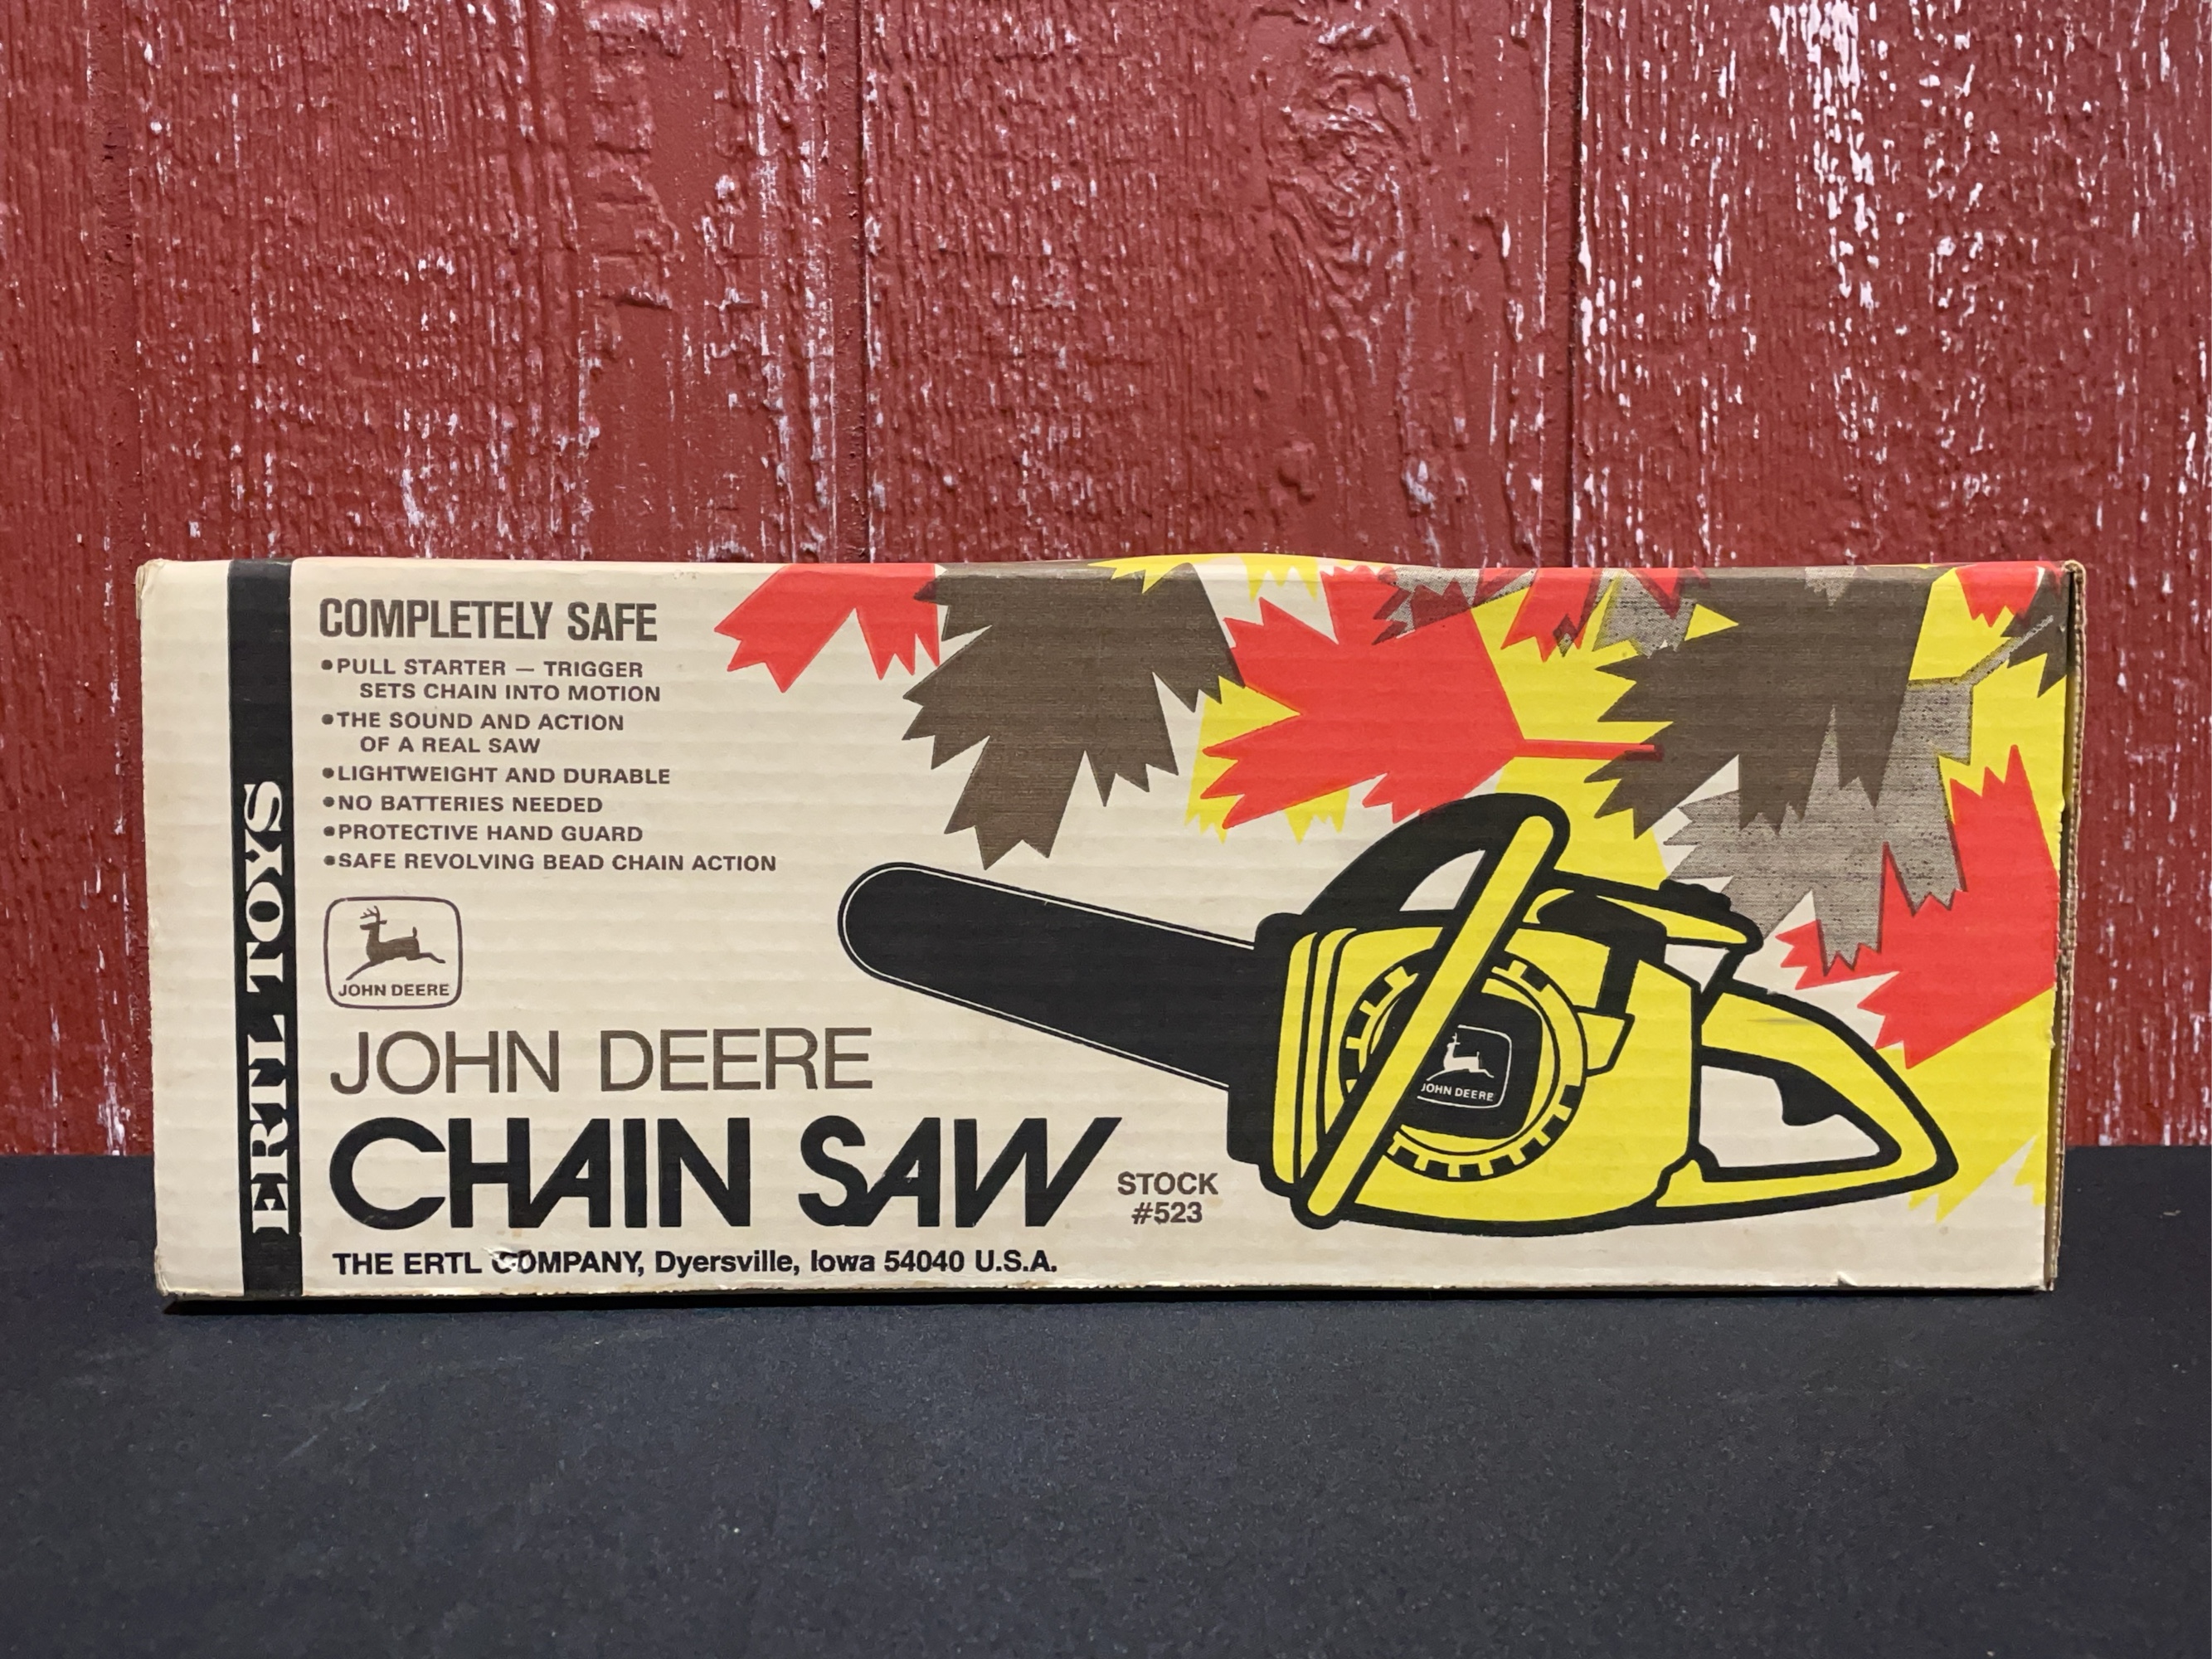 ERTL TOYS
COMPLETELY SAFE
•PULL STARTER — TRIGGER
SETS CHAIN INTO MOTION
•THE SOUND AND ACTION
OF A REAL SAW
•LIGHTWEIGHT AND DURABLE
•NO BATTERIES NEEDED
•PROTECTIVE HAND GUARD
•SAFE REVOLVING BEAD CHAIN ACTION
JOHN DEERE
JOHN DEERE
CHAIN SAW
STOCK
#523
THE ERTL COMPANY, Dyersville, Iowa 54040 U.S.A.
JOHN DEERE